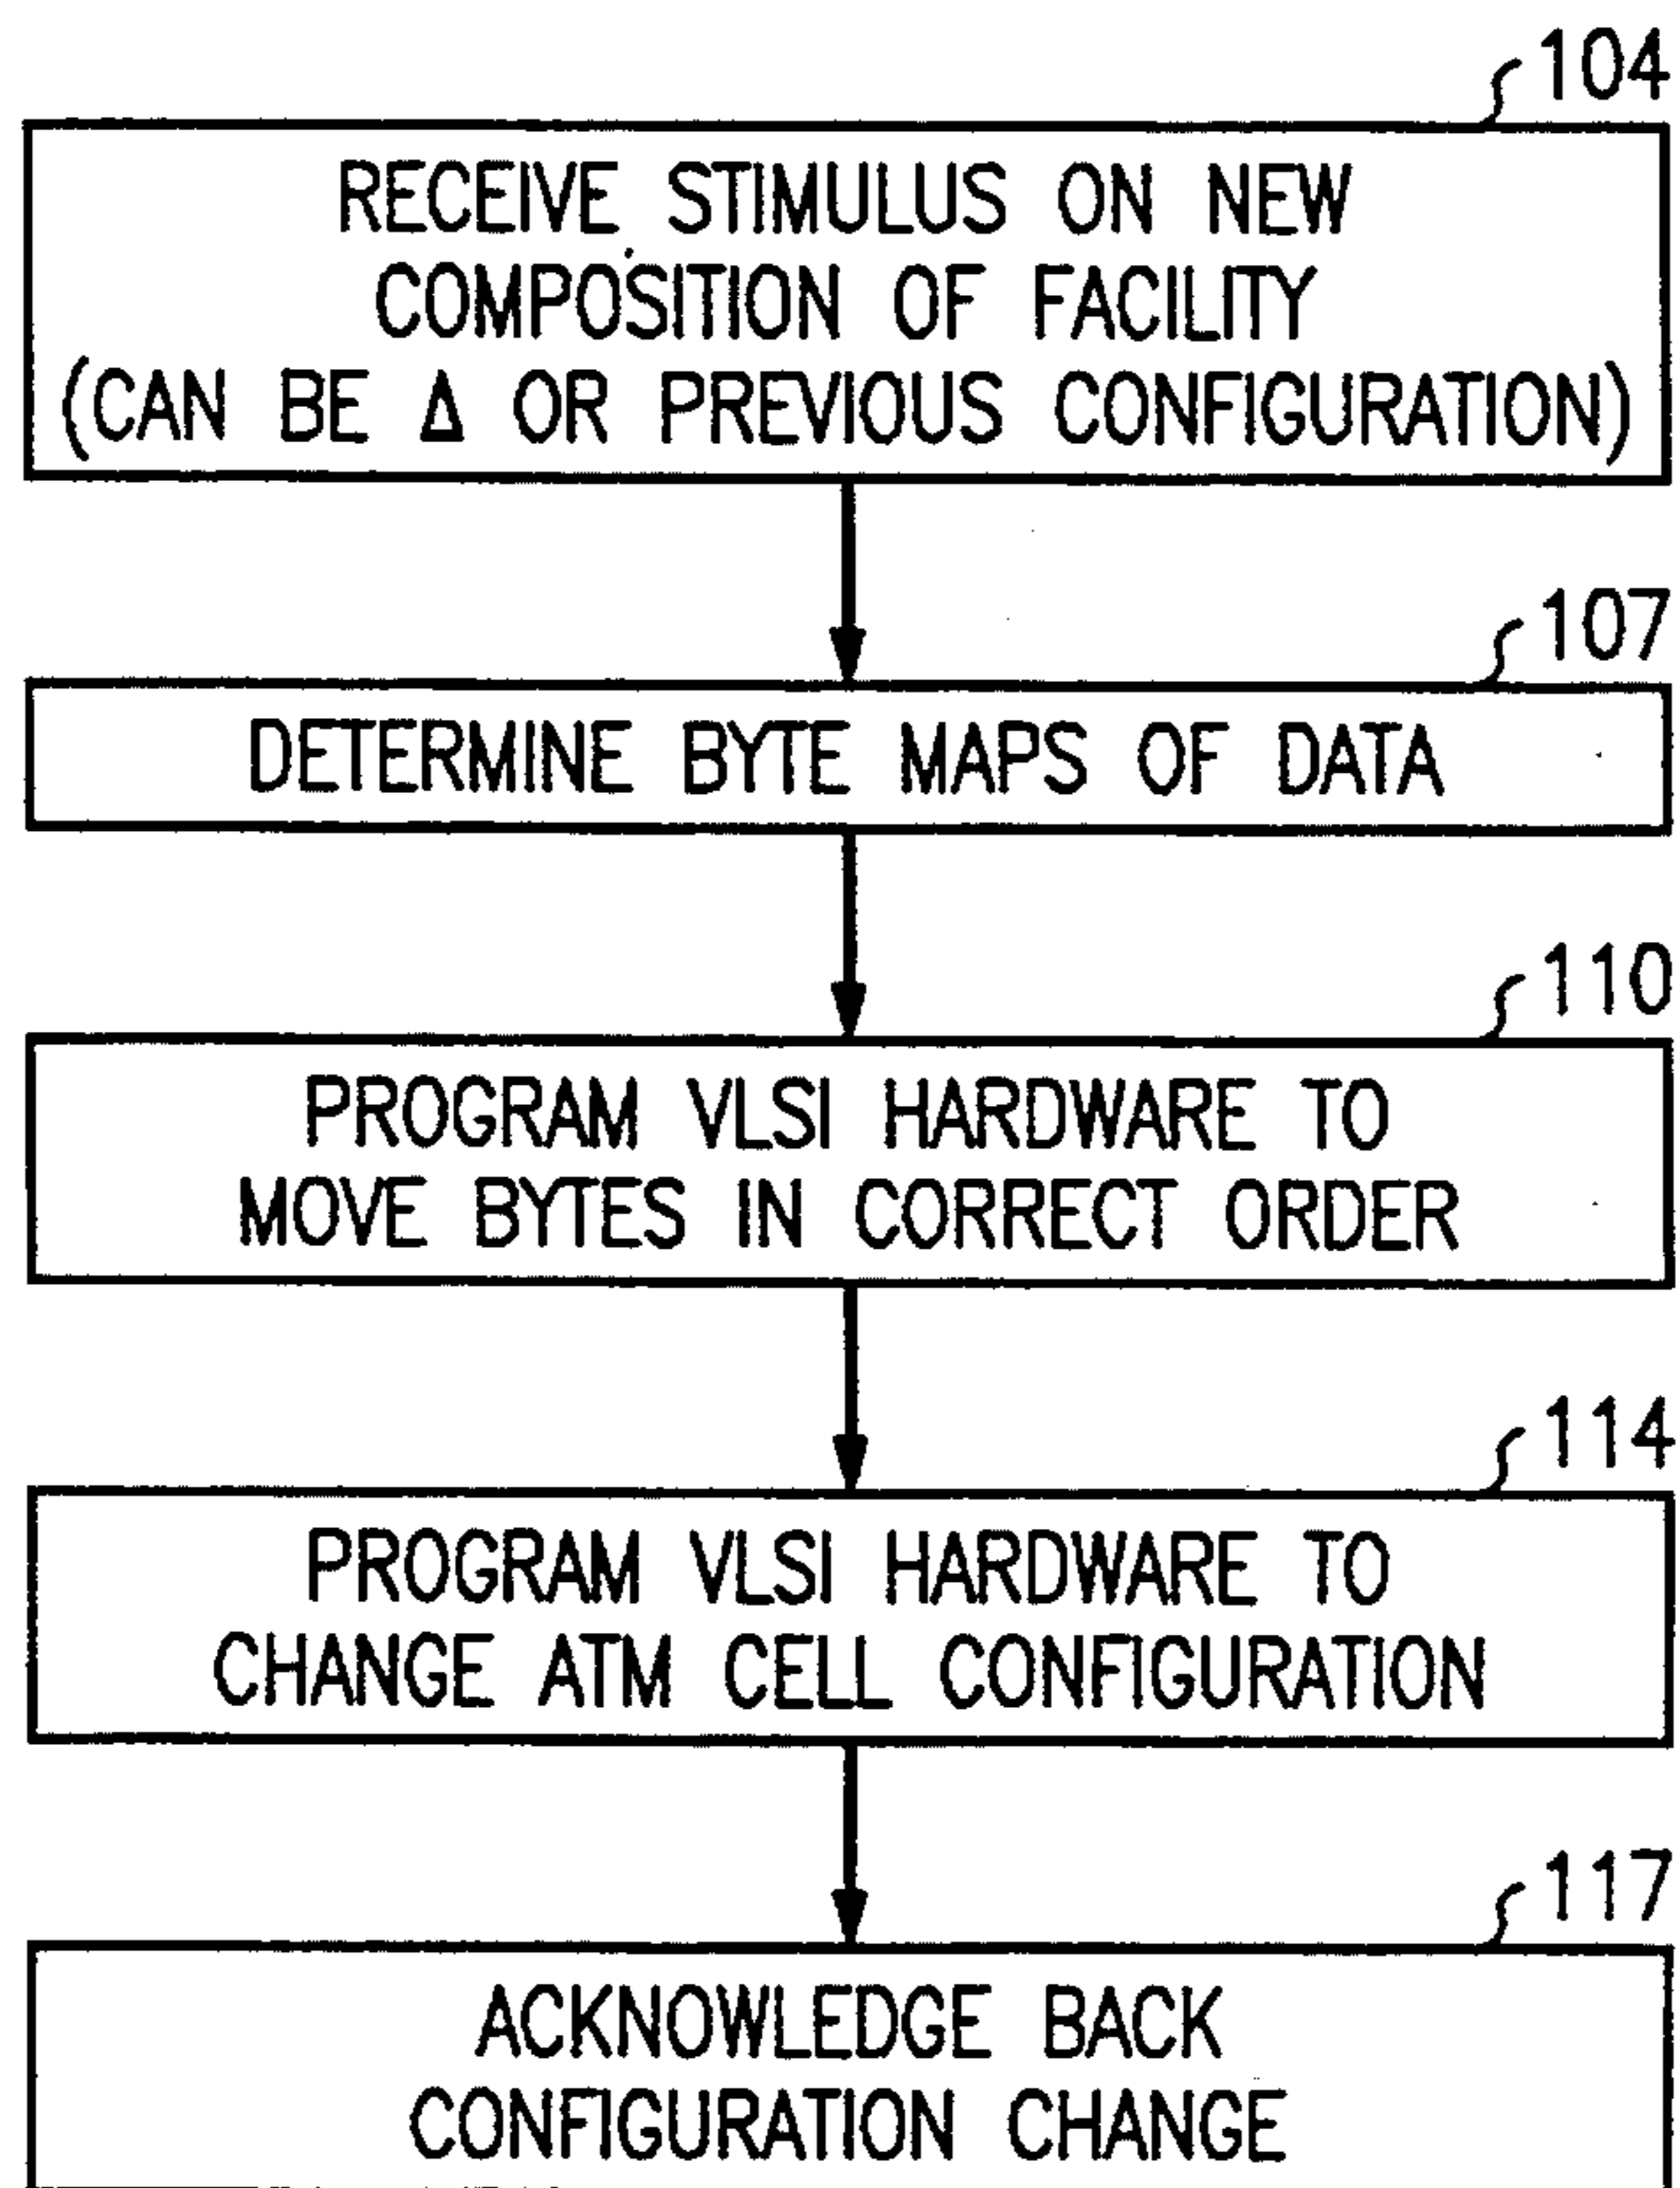 104
RECEIVE STIMULUS ON NEW
COMPOSITION OF FACILITY
(CAN BE Δ OR PREVIOUS CONFIGURATION)
107
DETERMINE BYTE MAPS OF DATA
110
PROGRAM VLSI HARDWARE TO
MOVE BYTES IN CORRECT ORDER
114
PROGRAM VLSI HARDWARE TO
CHANGE ATM CELL CONFIGURATION
117
ACKNOWLEDGE BACK
CONFIGURATION CHANGE